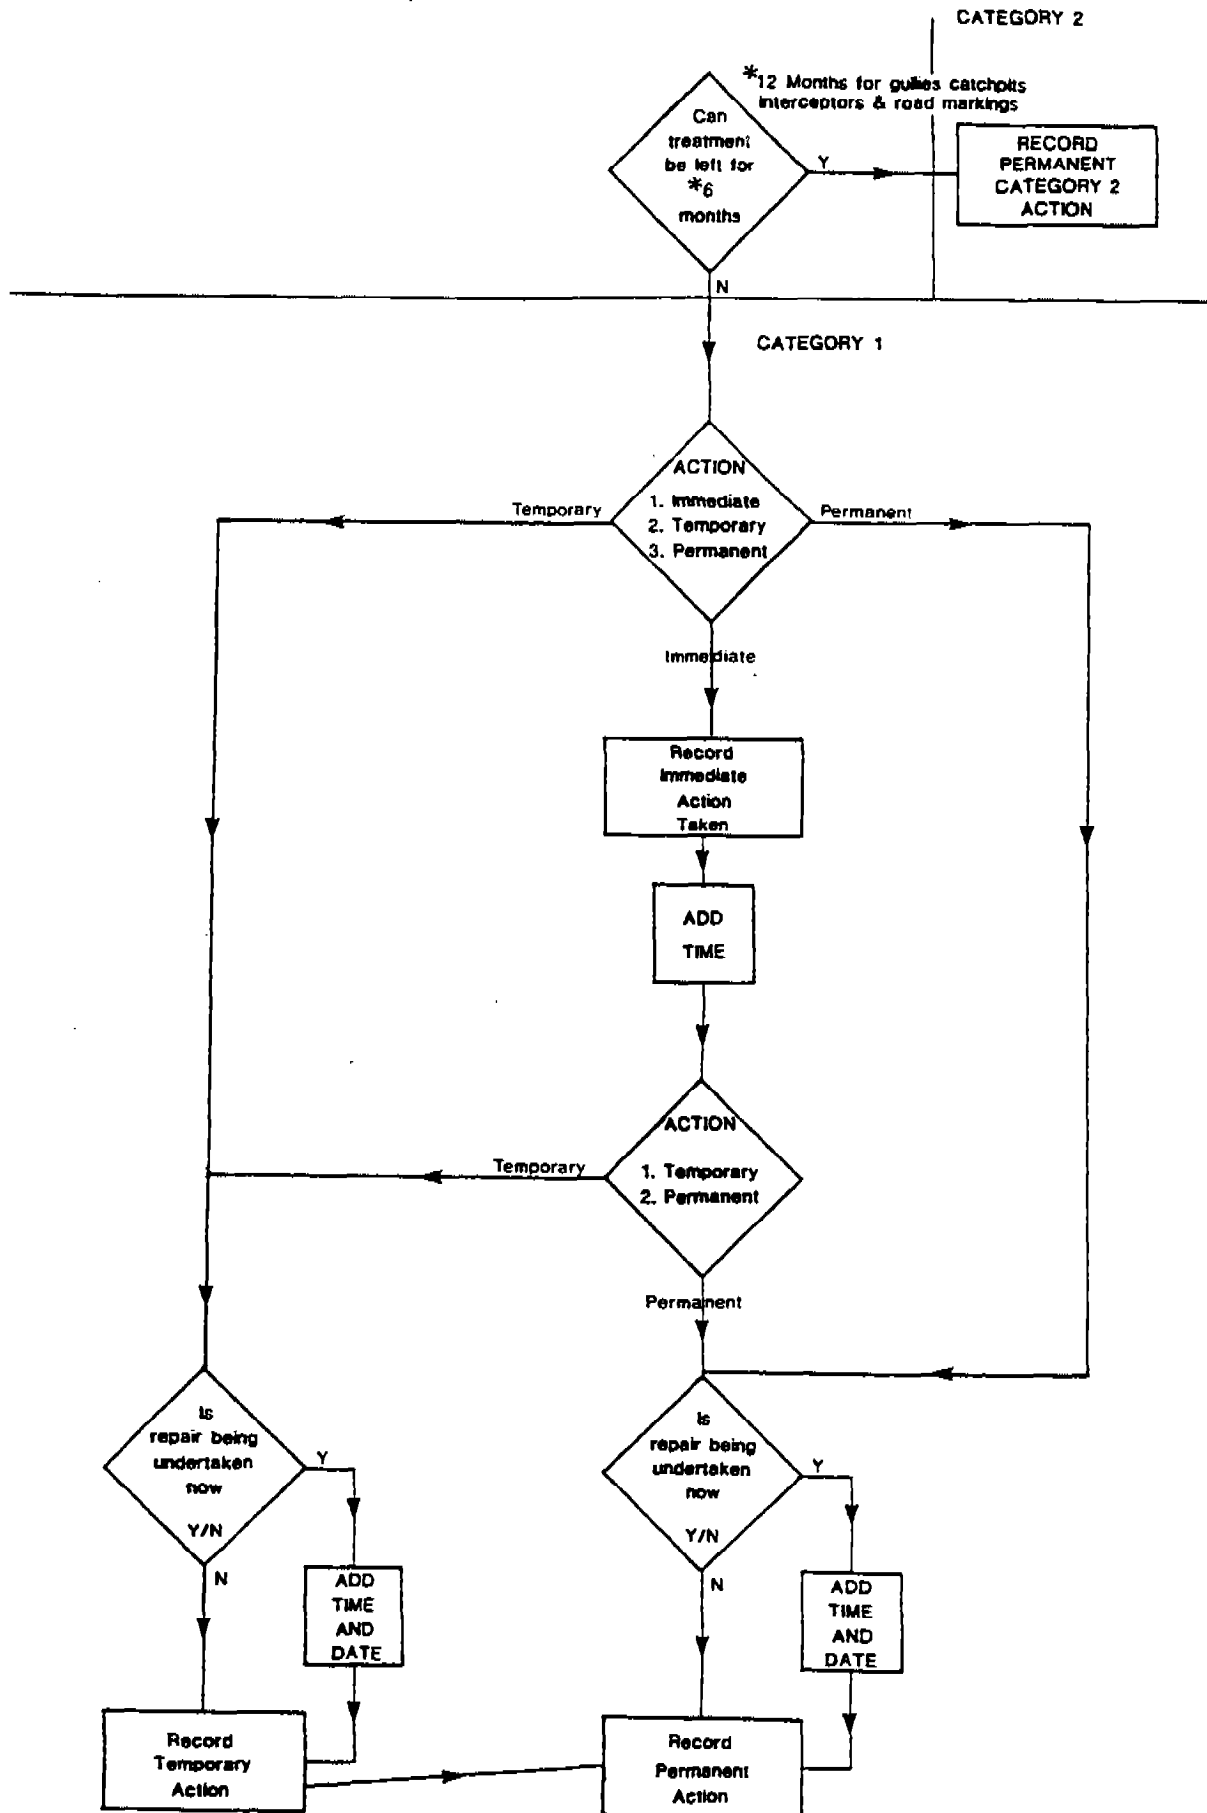 CATEGORY 2
*12 Months for gullies catchpits
interceptors & road markings
Can
treatment
be left for
*6
months
Y
RECORD
PERMANENT
CATEGORY 2
ACTION
N
CATEGORY 1
ACTION
1. Immediate
2. Temporary
3. Permanent
Temporary
Permanent
Immediate
Record
Immediate
Action
Taken
ADD
TIME
ACTION
1. Temporary
2. Permanent
Temporary
Permanent
Is
repair being
undertaken
now
Y/N
Y
N
ADD
TIME
AND
DATE
Record
Temporary
Action
Is
repair being
undertaken
now
Y/N
Y
N
ADD
TIME
AND
DATE
Record
Permanent
Action